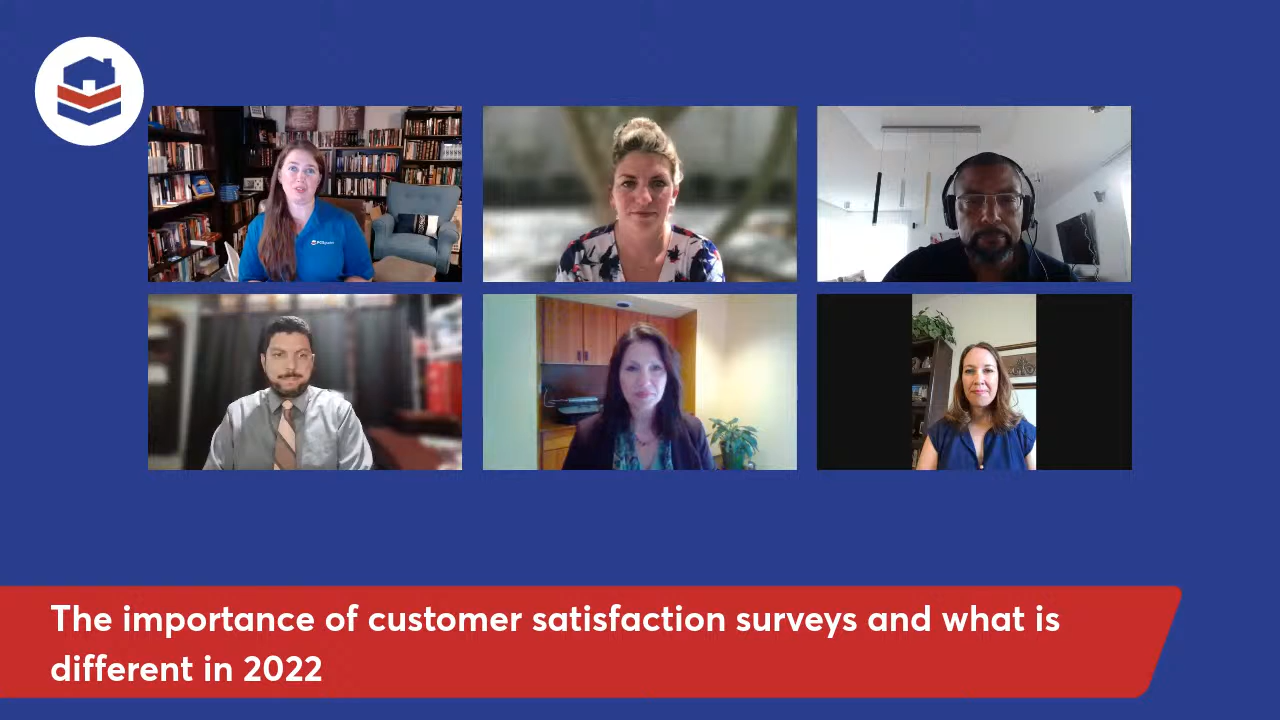 The importance of customer satisfaction surveys and what is
different in 2022